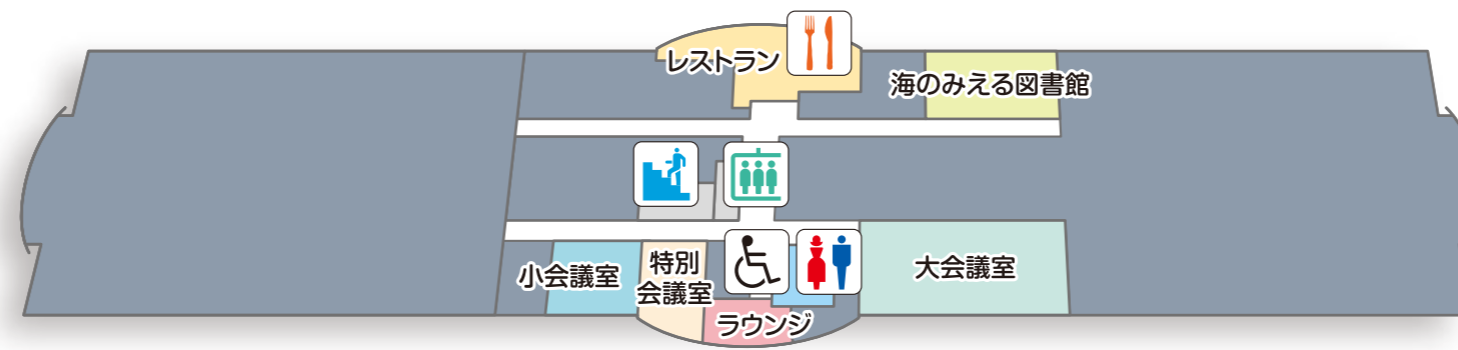 レストラン
海のみえる図書館
小会議室
特別
会議室
大会議室
ラウンジ